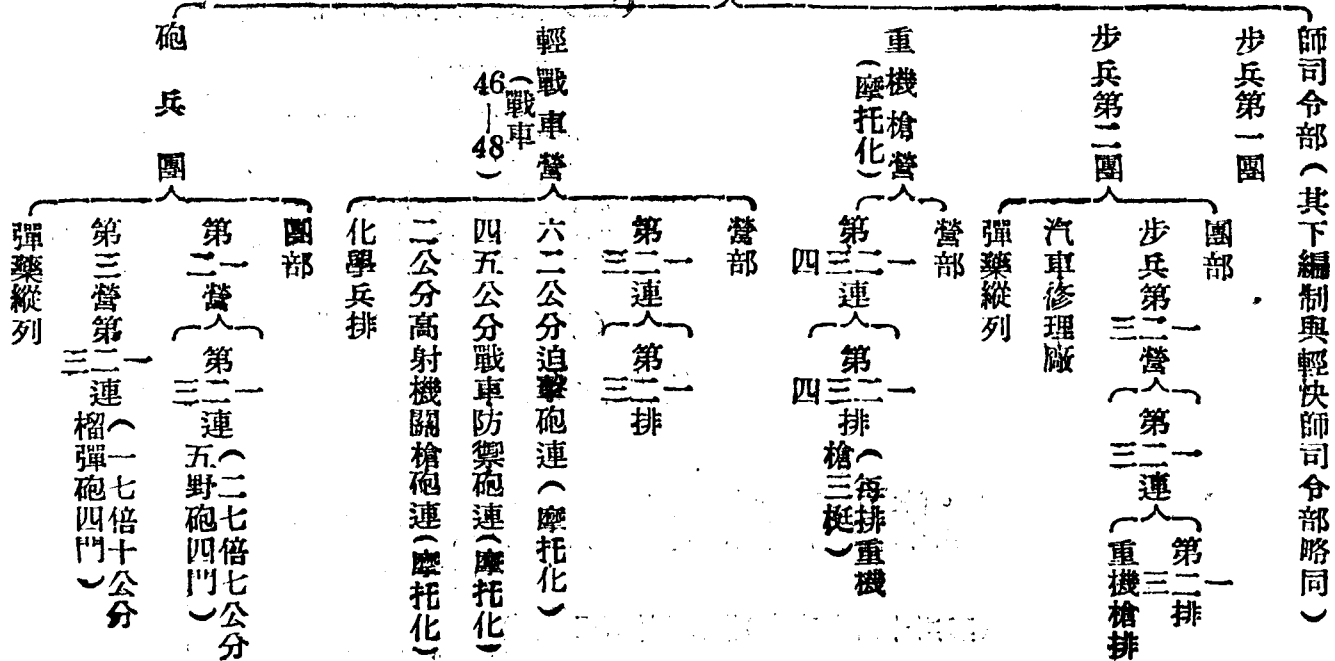 師司令部(其下編制與輕快師司令部略同)
步兵第一團
步兵第二團
團部
步兵第一二三營
第一二三連
第一二三排
重機槍排
汽車修理廠
彈藥縱列
重機槍營
(摩托化)
營部
第一二三四連
第一二三四排(每排重機
槍三梃)
輕戰車營
(戰車
46—48)
營部
第一二三連
第一二三排
六二公分迫擊砲連(摩托化)
四五公分戰車防禦砲連(摩托化)
二公分高射機關槍砲連(摩托化)
化學兵排
砲兵團
團部
第一二營
第一二三連(二七倍七公分
五野砲四門)
第三營第一二三連(一七倍十公分
榴彈砲四門)
彈藥縱列